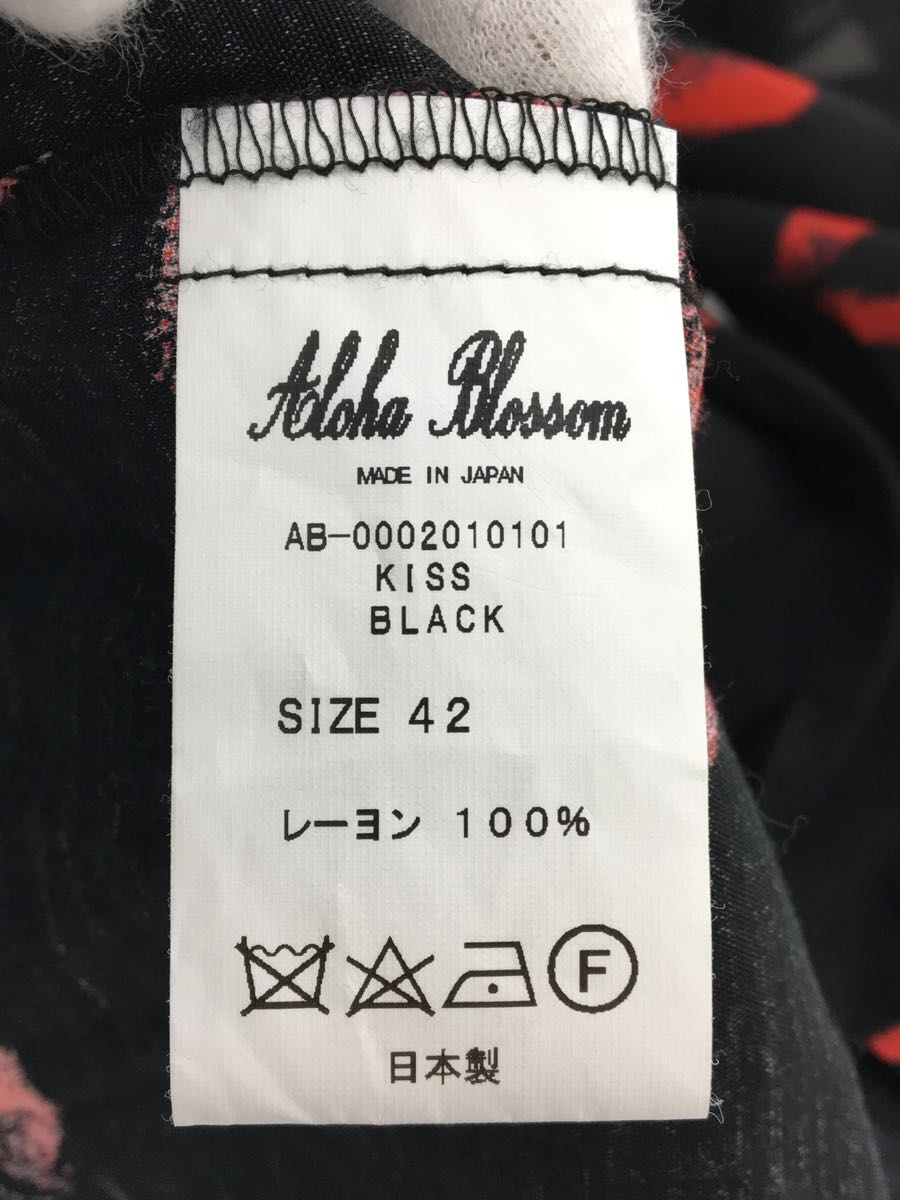 Aloha Blossom
MADE IN JAPAN
AB-0002010101
KISS
BLACK
SIZE 42
レーヨン 100%
F
日本製